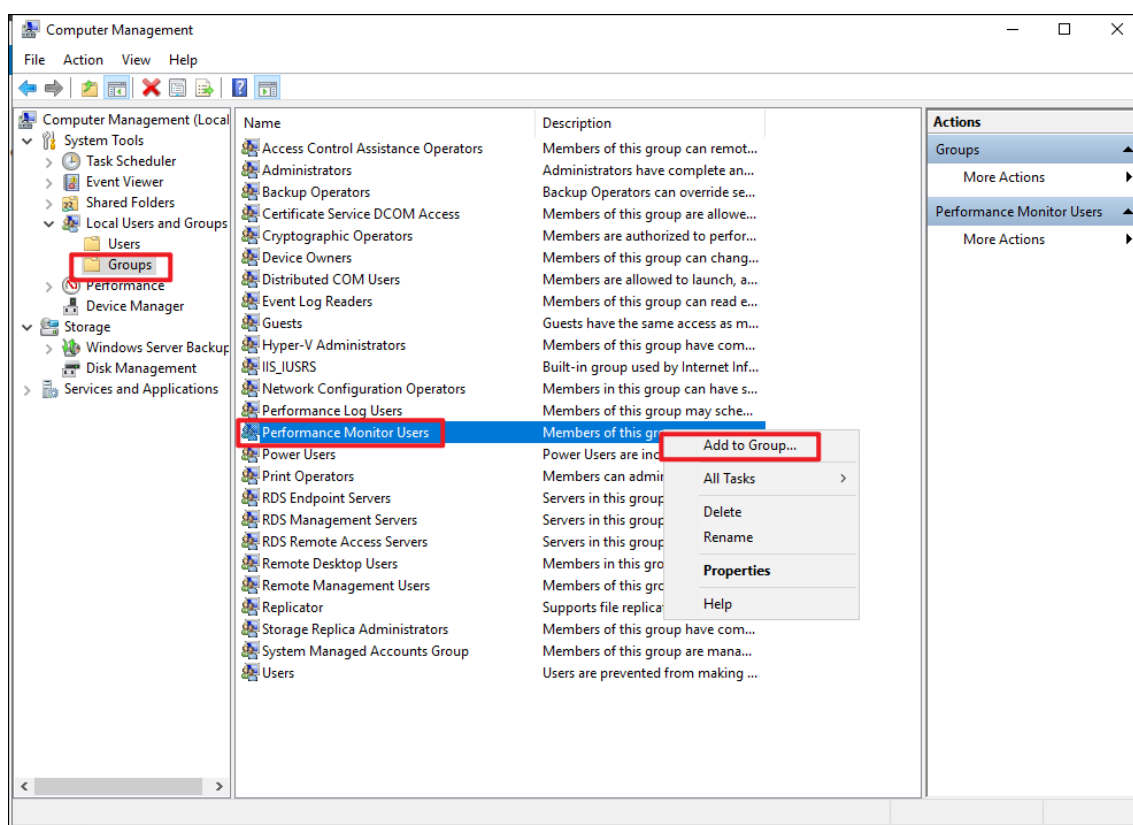 Computer Management
File Action View Help
Computer Management (Local
System Tools
Task Scheduler
Event Viewer
Shared Folders
Local Users and Groups
Users
Groups
Performance
Device Manager
Storage
Windows Server Backup
Disk Management
Services and Applications
Name Description
Access Control Assistance Operators Members of this group can remot...
Administrators Administrators have complete an...
Backup Operators Backup Operators can override se...
Certificate Service DCOM Access Members of this group are allowe...
Cryptographic Operators Members are authorized to perfor...
Device Owners Members of this group can chang...
Distributed COM Users Members are allowed to launch, a...
Event Log Readers Members of this group can read e...
Guests Guests have the same access as m...
Hyper-V Administrators Members of this group have com...
IIS_IUSRS Built-in group used by Internet Inf...
Network Configuration Operators Members in this group can have s...
Performance Log Users Members of this group may sche...
Performance Monitor Users Members of this gr
Power Users Power Users are inc
Print Operators Members can admin
RDS Endpoint Servers Servers in this group
RDS Management Servers Servers in this group
RDS Remote Access Servers Servers in this group
Remote Desktop Users Members in this gro
Remote Management Users Members of this gro
Replicator Supports file replica
Storage Replica Administrators Members of this group have com...
System Managed Accounts Group Members of this group are mana...
Users Users are prevented from making ...
Add to Group...
All Tasks
Delete
Rename
Properties
Help
Actions
Groups
More Actions
Performance Monitor Users
More Actions